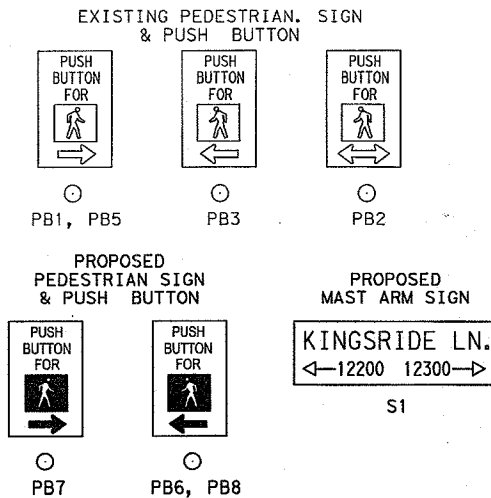 EXISTING PEDESTRIAN. SIGN
& PUSH BUTTON
PUSH
BUTTON
FOR
PB1, PB5
PUSH
BUTTON
FOR
PB3
PUSH
BUTTON
FOR
PB2
PROPOSED
PEDESTRIAN SIGN
& PUSH BUTTON
PUSH
BUTTON
FOR
PB7
PUSH
BUTTON
FOR
PB6, PB8
PROPOSED
MAST ARM SIGN
KINGSRIDE LN.
12200 12300
S1